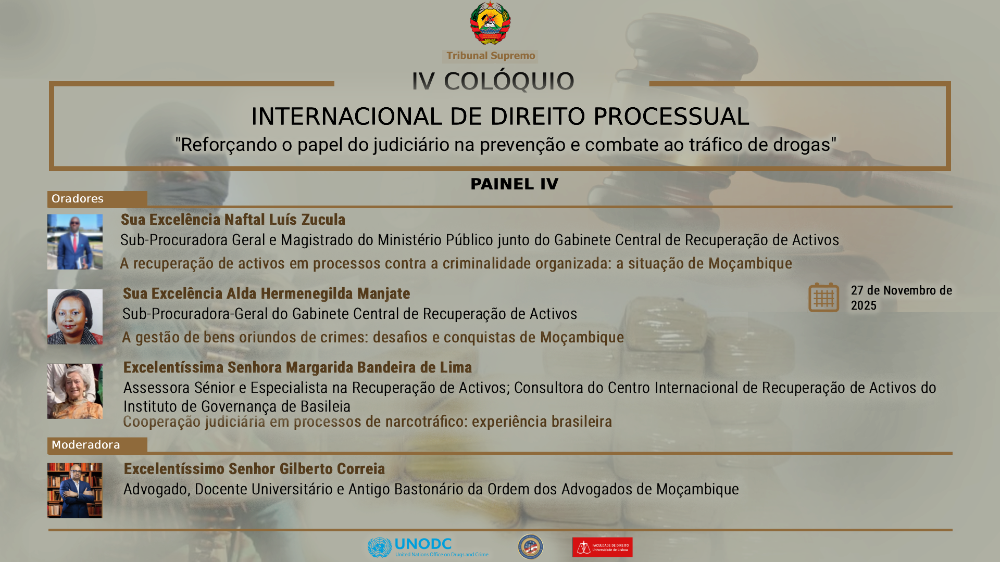 Tribunal Supremo
IV COLÓQUIO
INTERNACIONAL DE DIREITO PROCESSUAL
"Reforçando o papel do judiciário na prevenção e combate ao tráfico de drogas"
PAINEL IV
Oradores
Sua Excelência Naftal Luís Zucula
Sub-Procuradora Geral e Magistrado do Ministério Público junto do Gabinete Central de Recuperação de Activos
A recuperação de activos em processos contra a criminalidade organizada: a situação de Moçambique
Sua Excelência Alda Hermenegilda Manjate
Sub-Procuradora-Geral do Gabinete Central de Recuperação de Activos
A gestão de bens oriundos de crimes: desafios e conquistas de Moçambique
27 de Novembro de
2025
Excelentíssima Senhora Margarida Bandeira de Lima
Assessora Sénior e Especialista na Recuperação de Activos; Consultora do Centro Internacional de Recuperação de Activos do
Instituto de Governança de Basileia
Cooperação judiciária em processos de narcotráfico: experiência brasileira
Moderadora
Excelentíssimo Senhor Gilberto Correia
Advogado, Docente Universitário e Antigo Bastonário da Ordem dos Advogados de Moçambique
UNODC
United Nations Office on Drugs and Crime
FACULDADE DE DIREITO
Universidade de Lisboa